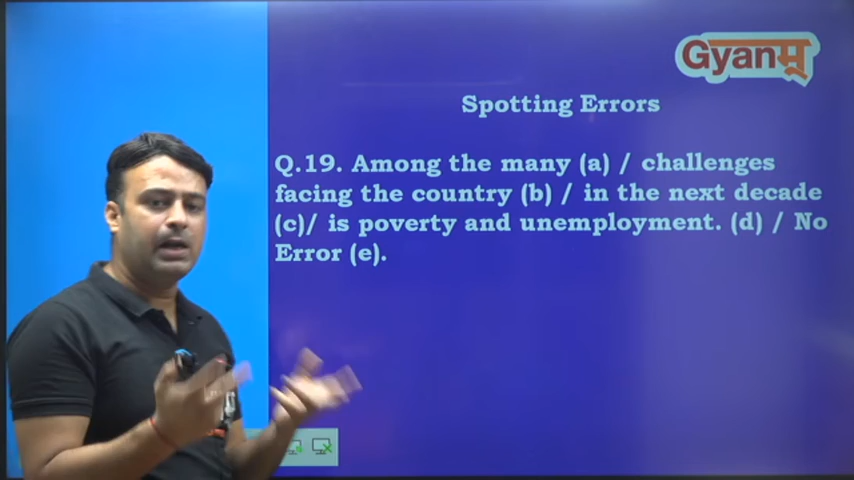 Gyanम्
Spotting Errors
Q.19. Among the many (a) / challenges
facing the country (b) / in the next decade
(c)/ is poverty and unemployment. (d) / No
Error (e).